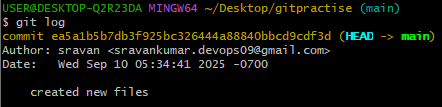 USER@DESKTOP-Q2R23DA MINGW64 ~/Desktop/gitpractise (main)
$ git log
commit ea5a1b5b7db3f925bc326444a88840bbcd9cdf3d (HEAD -> main)
Author: sravan <sravankumar.devops09@gmail.com>
Date:   Wed Sep 10 05:34:41 2025 -0700
    created new files